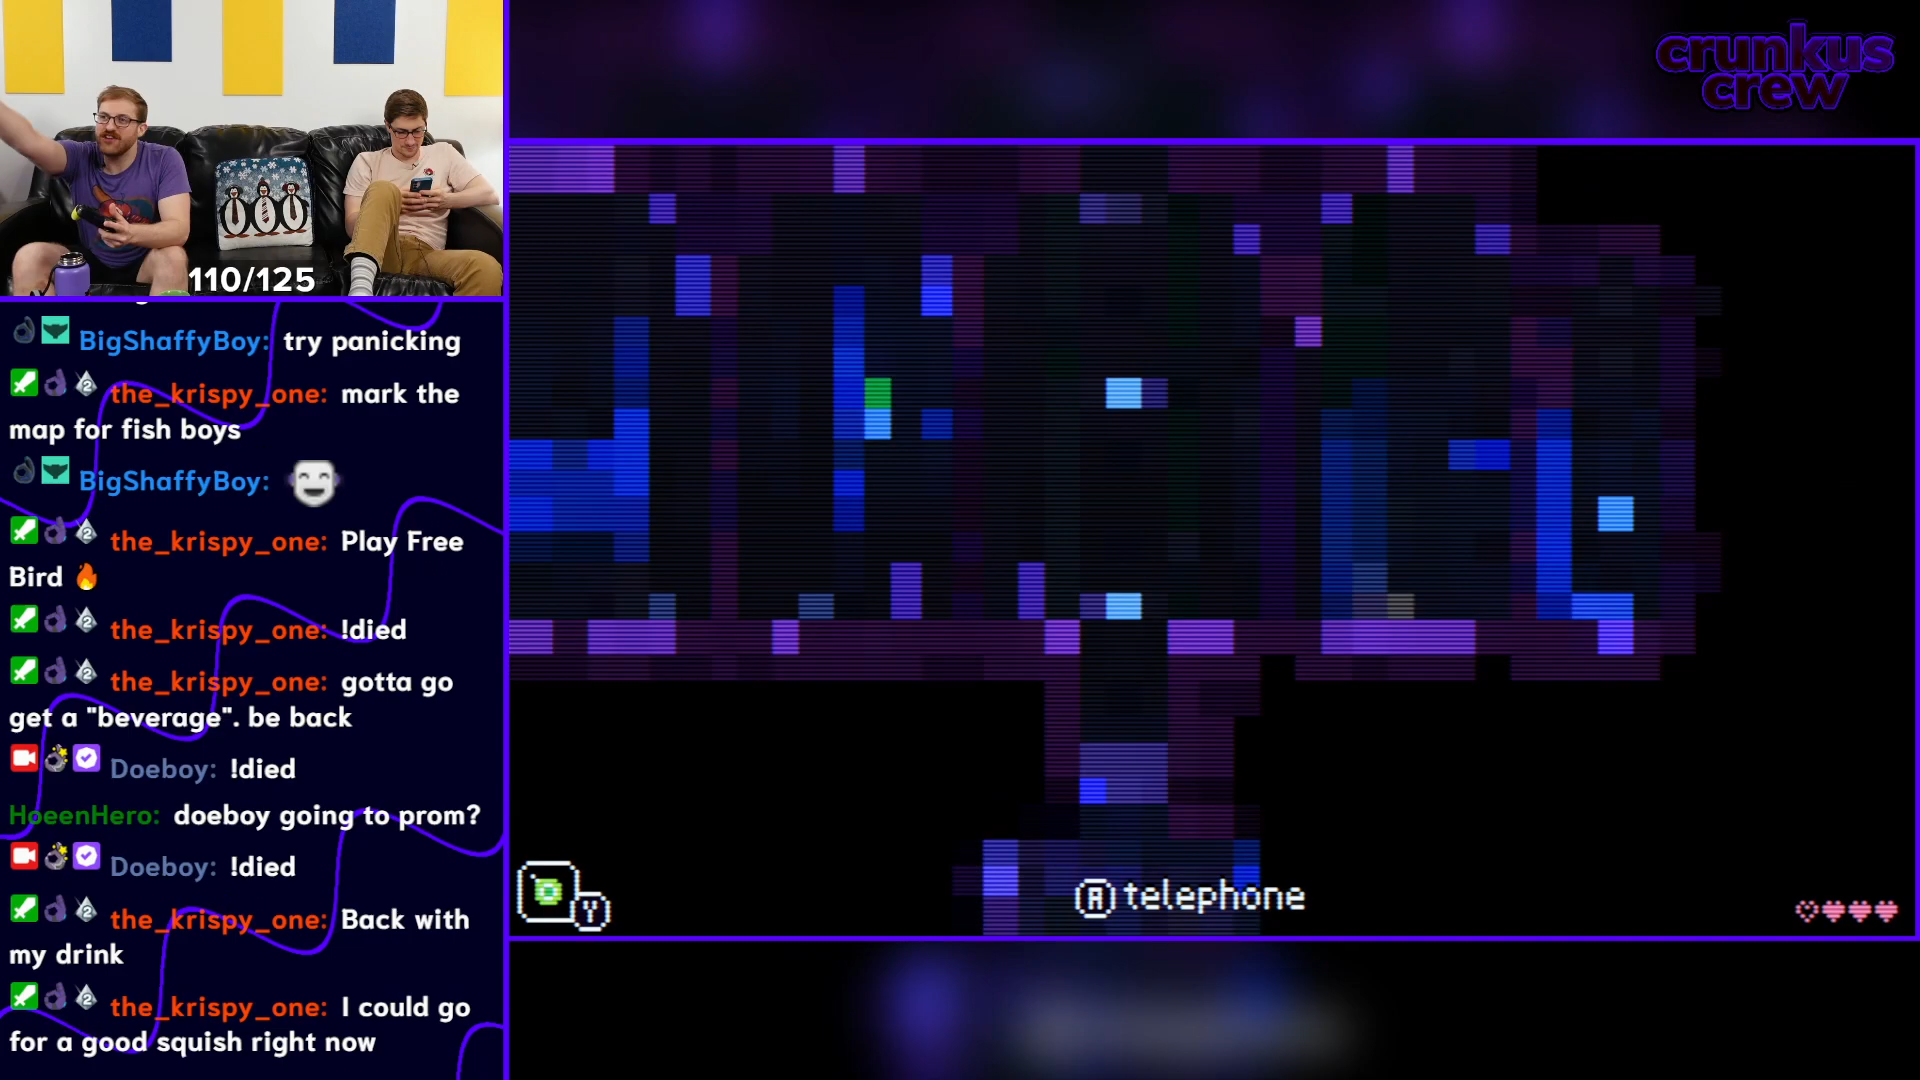 crunkus
crew
110/125
BigShaffyBoy: try panicking
the_krispy_one: mark the
map for fish boys
BigShaffyBoy:
the_krispy_one: Play Free
Bird
the_krispy_one: !died
the_krispy_one: gotta go
get a "beverage". be back
Doeboy: !died
HoeenHero: doeboy going to prom?
Doeboy: !died
the_krispy_one: Back with
my drink
the_krispy_one: I could go
for a good squish right now
Y
A telephone